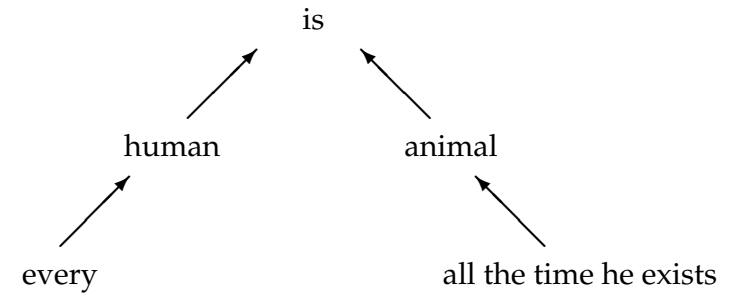 is
human animal
every all the time he exists